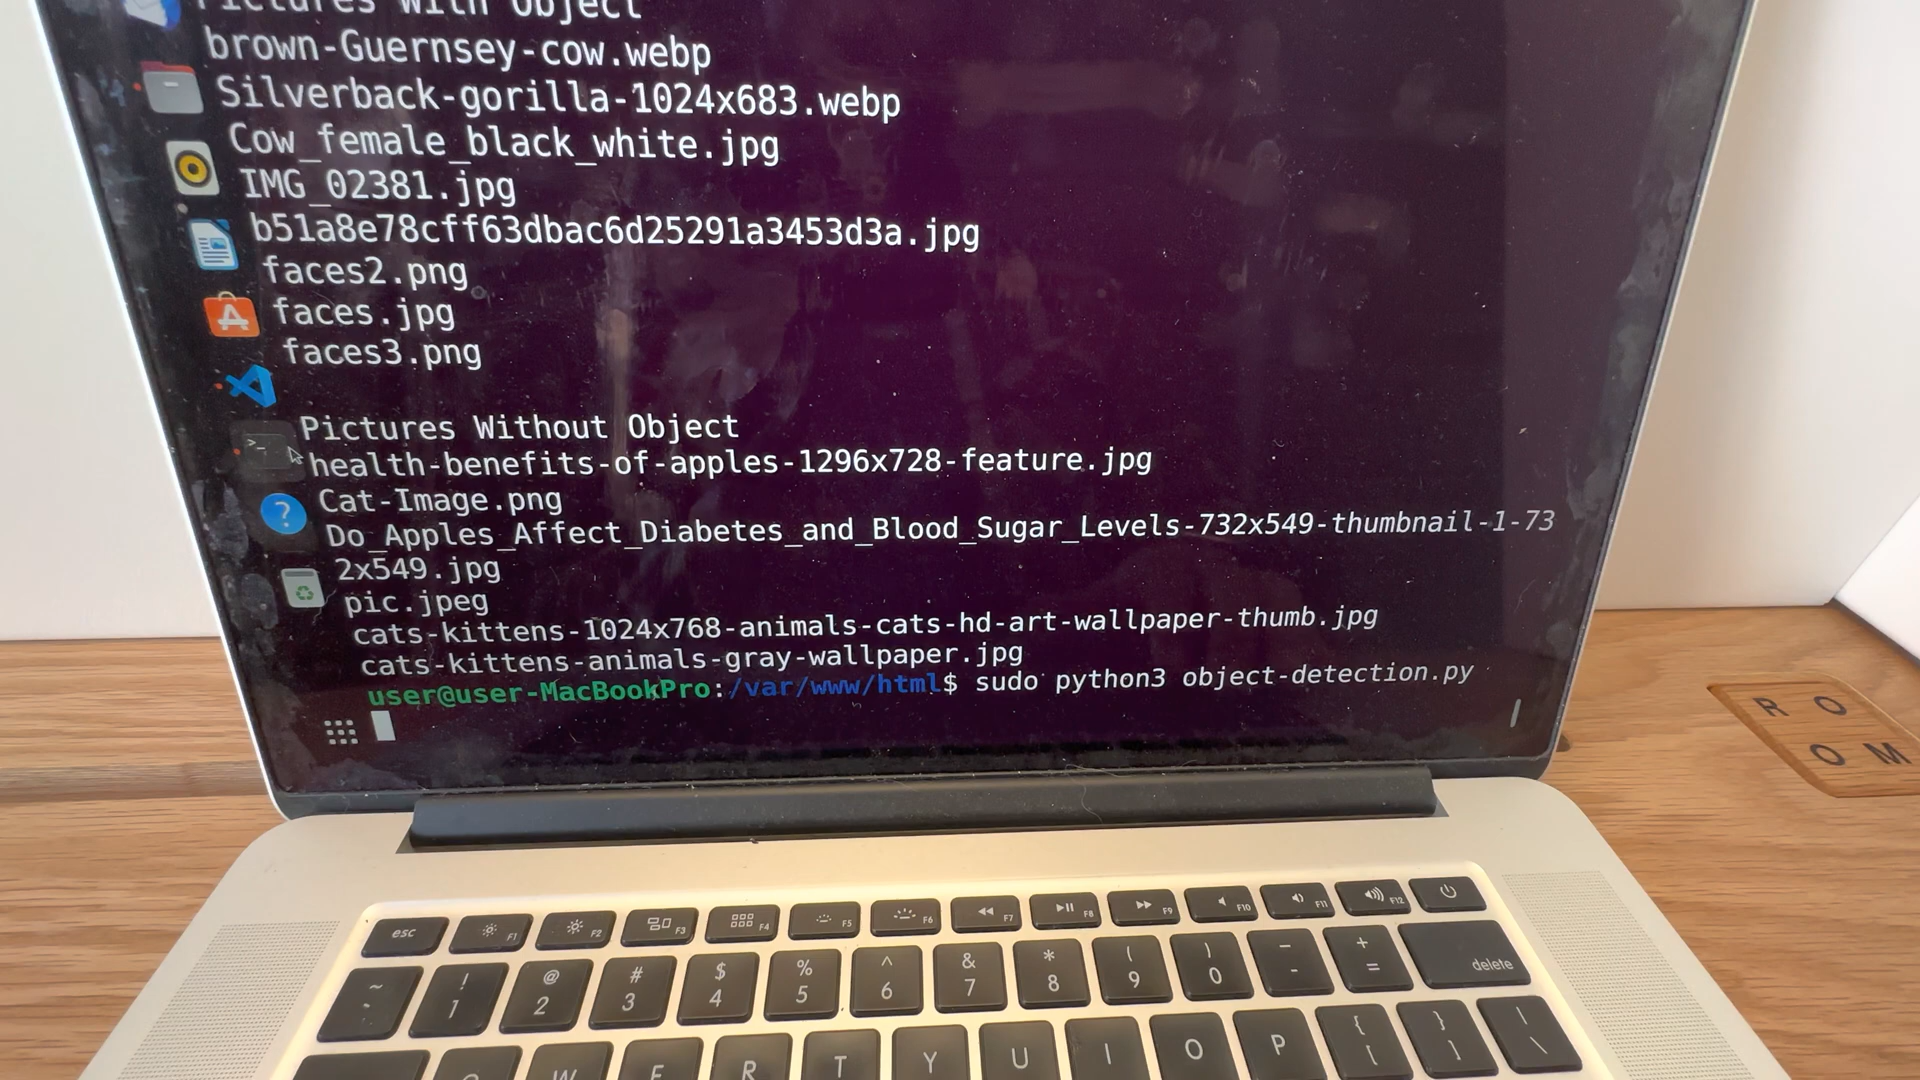 Pictures With Object
brown-Guernsey-cow.webp
Silverback-gorilla-1024x683.webp
Cow_female_black_white.jpg
IMG_02381.jpg
b51a8e78cff63dbac6d25291a3453d3a.jpg
faces2.png
faces.jpg
faces3.png
Pictures Without Object
health-benefits-of-apples-1296x728-feature.jpg
Cat-Image.png
Do_Apples_Affect_Diabetes_and_Blood_Sugar_Levels-732x549-thumbnail-1-73
2x549.jpg
pic.jpeg
cats-kittens-1024x768-animals-cats-hd-art-wallpaper-thumb.jpg
cats-kittens-animals-gray-wallpaper.jpg
user@user-MacBookPro:/var/www/html$ sudo python3 object-detection.py
R O
O M
esc F1 F2 F3 F4 F5 F6 F7 F8 F9 F10 F11 F12
~ ! @ # $ % ^ & * ( ) - +
` 1 2 3 4 5 6 7 8 9 0 - = delete
W E R T Y U I O P { [ } ] | \